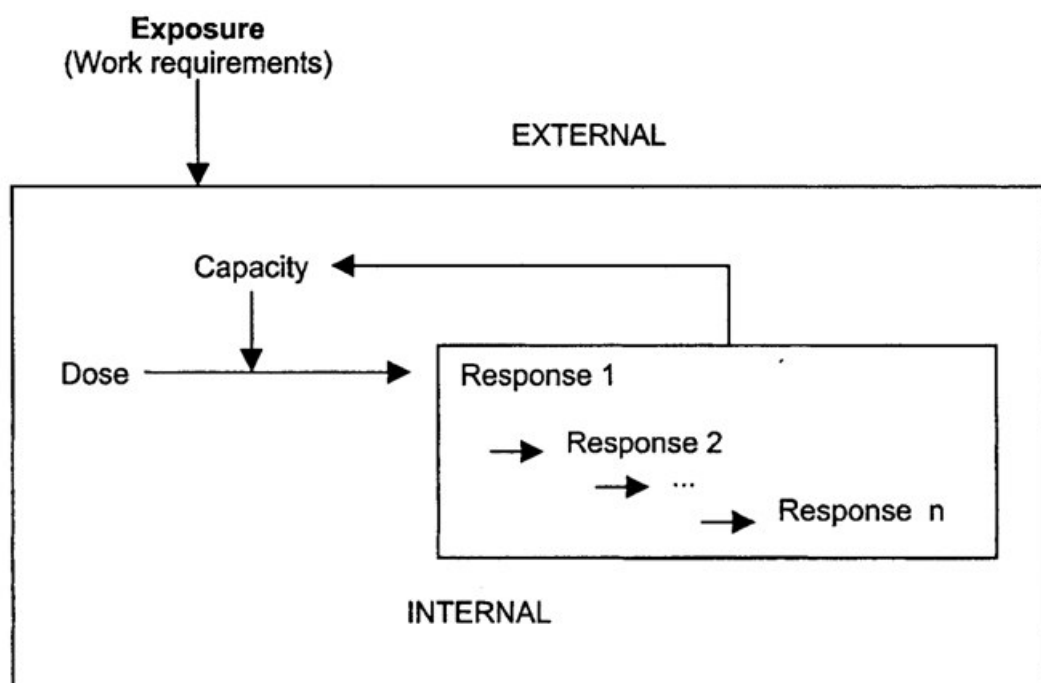 Exposure
(Work requirements)
EXTERNAL
Capacity
Dose
Response 1
Response 2
...
Response n
INTERNAL